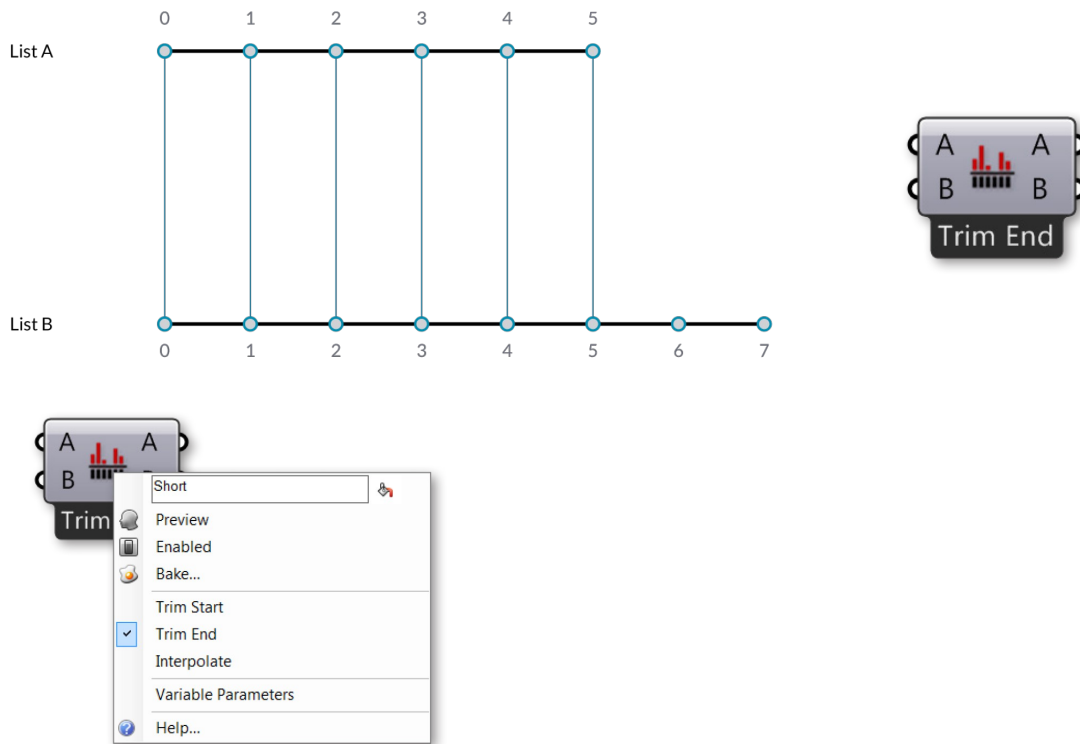 0 1 2 3 4 5
List A
A A
B B
Trim End
List B
0 1 2 3 4 5 6 7
A A
B
Trim
Short
Preview
Enabled
Bake...
Trim Start
Trim End
Interpolate
Variable Parameters
Help...